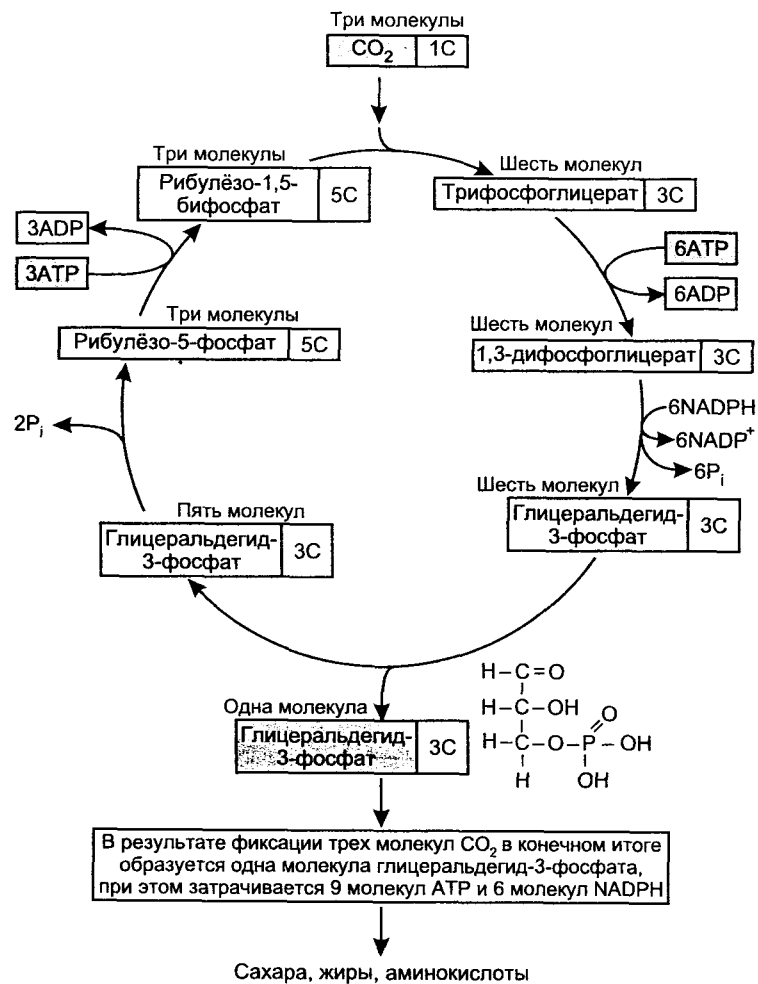 Три молекулы
CO₂ 1C
Три молекулы
Рибулёзо-1,5-
бифосфат
5C
Шесть молекул
Трифосфоглицерат 3C
3ADP
3ATP
6ATP
6ADP
Три молекулы
Рибулёзо-5-фосфат 5C
Шесть молекул
1,3-дифосфоглицерат 3C
2Pᵢ
6NADPH
6NADP⁺
6Pᵢ
Пять молекул
Глицеральдегид-
3-фосфат
3C
Шесть молекул
Глицеральдегид-
3-фосфат
3C
Одна молекула
Глицеральдегид-
3-фосфат
3C
H–C=O
H–C–OH
O
H–C–O–P–OH
H OH
В результате фиксации трех молекул CO₂ в конечном итоге
образуется одна молекула глицеральдегид-3-фосфата,
при этом затрачивается 9 молекул ATP и 6 молекул NADPH
Сахара, жиры, аминокислоты